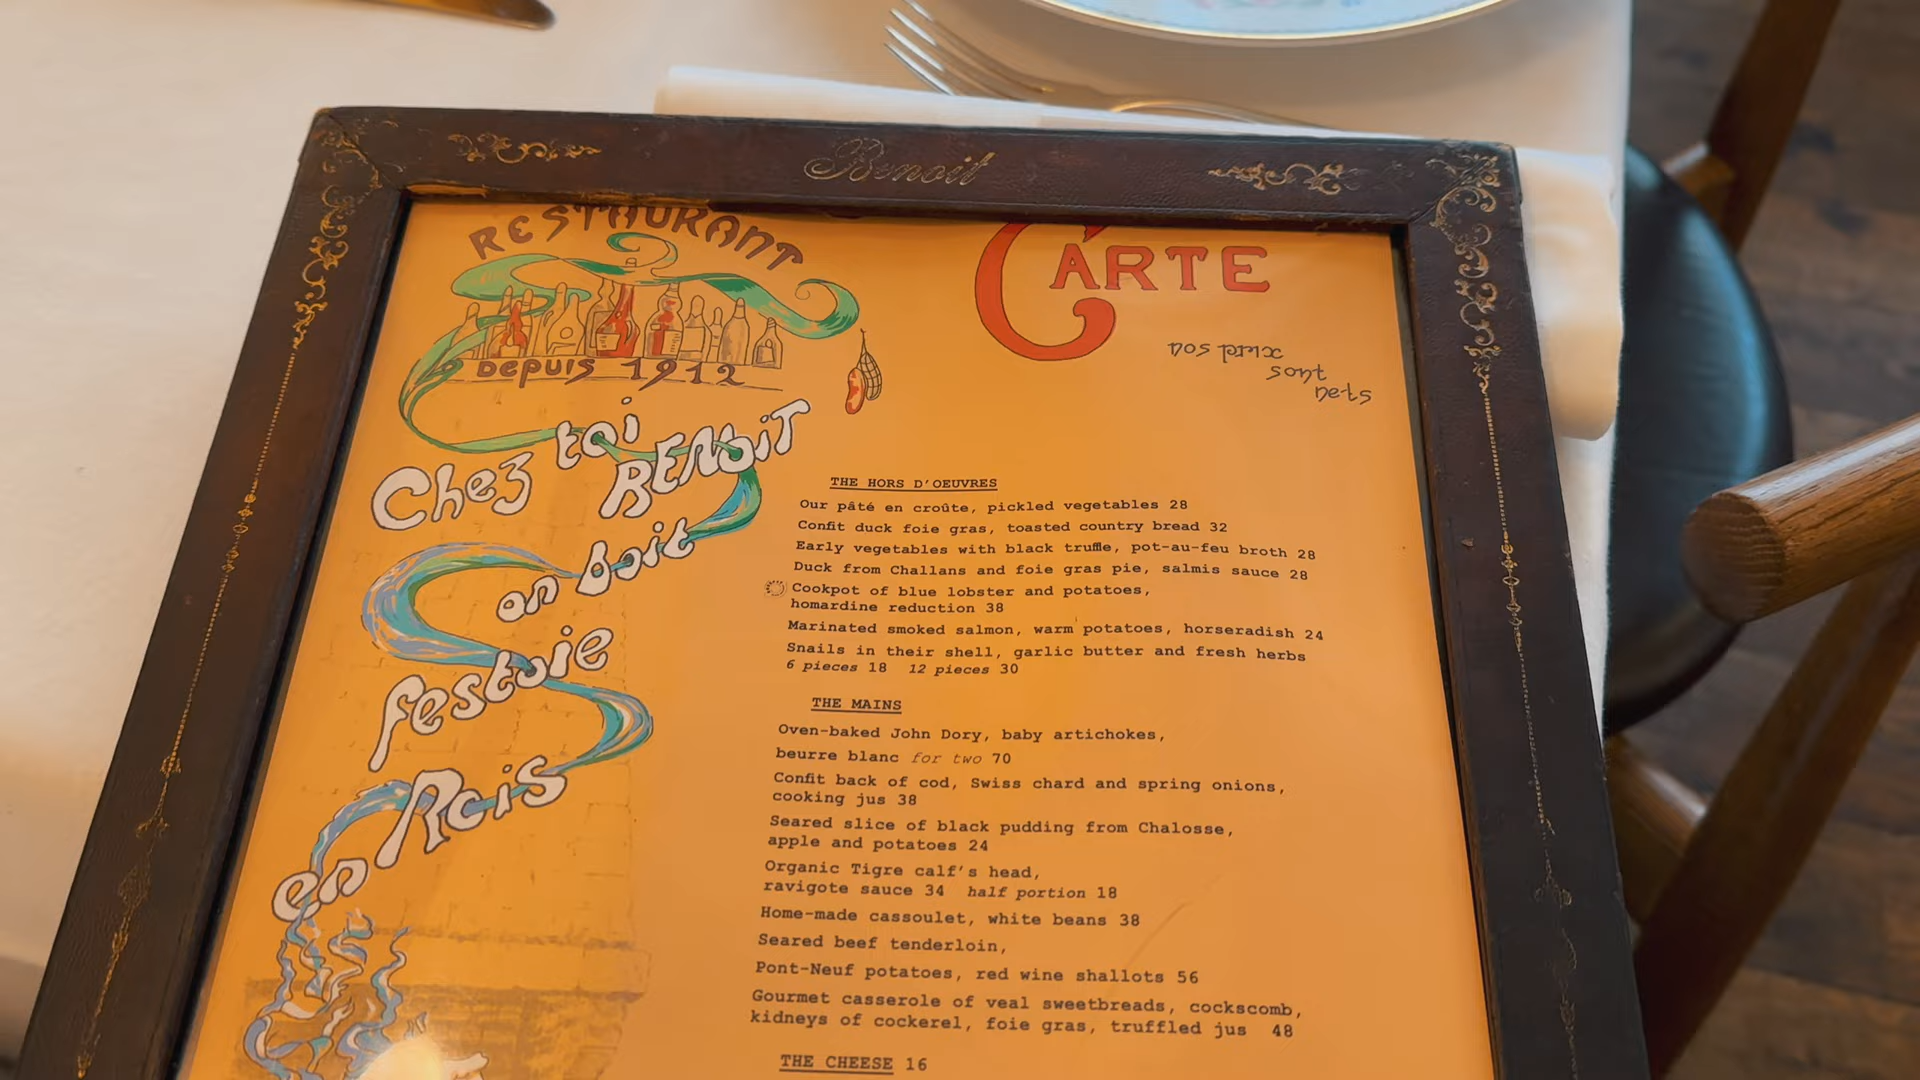 Benoit
RESTAURANT
DEPUIS 1912
Chez toi
BENOIT
on boit
festoie
en Rois
CARTE
nos prix
sont
nets
THE HORS D'OEUVRES
Our pâté en croûte, pickled vegetables 28
Confit duck foie gras, toasted country bread 32
Early vegetables with black truffle, pot-au-feu broth 28
Duck from Challans and foie gras pie, salmis sauce 28
Cookpot of blue lobster and potatoes,
homardine reduction 38
Marinated smoked salmon, warm potatoes, horseradish 24
Snails in their shell, garlic butter and fresh herbs
6 pieces 18 12 pieces 30
THE MAINS
Oven-baked John Dory, baby artichokes,
beurre blanc for two 70
Confit back of cod, Swiss chard and spring onions,
cooking jus 38
Seared slice of black pudding from Chalosse,
apple and potatoes 24
Organic Tigre calf's head,
ravigote sauce 34 half portion 18
Home-made cassoulet, white beans 38
Seared beef tenderloin,
Pont-Neuf potatoes, red wine shallots 56
Gourmet casserole of veal sweetbreads, cockscomb,
kidneys of cockerel, foie gras, truffled jus 48
THE CHEESE 16